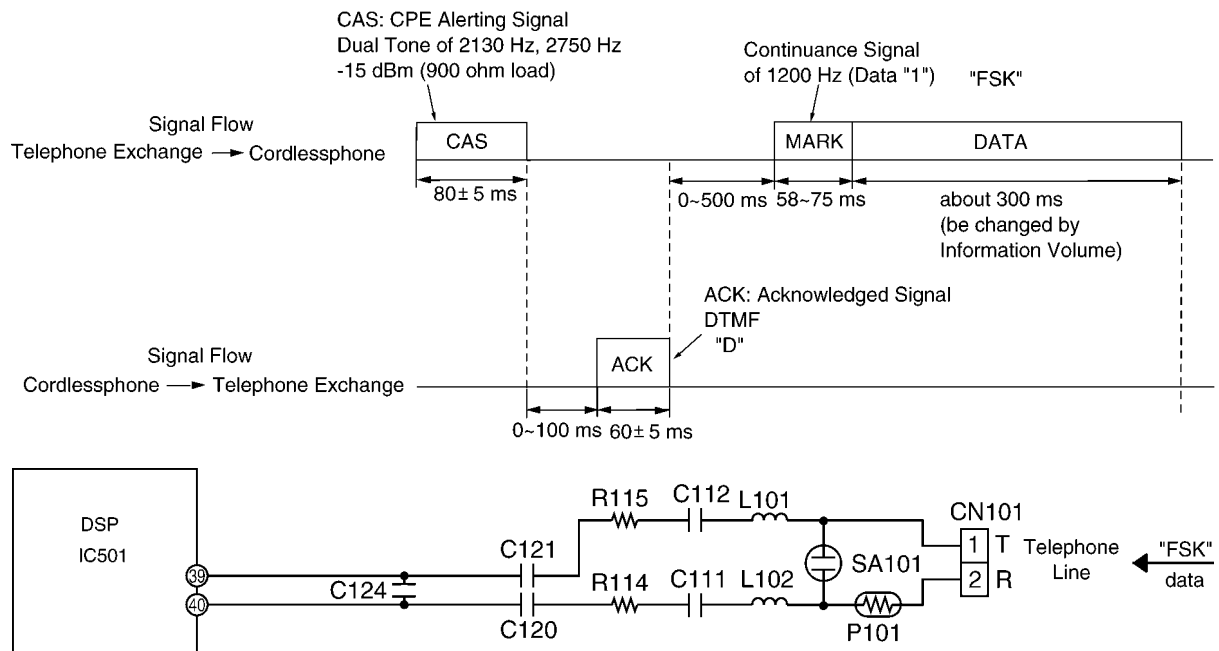 CAS: CPE Alerting Signal
Dual Tone of 2130 Hz, 2750 Hz
-15 dBm (900 ohm load)
Continuance Signal
of 1200 Hz (Data "1")
"FSK"
Signal Flow
Telephone Exchange → Cordlessphone
CAS
MARK
DATA
80± 5 ms
0~500 ms
58~75 ms
about 300 ms
(be changed by
Information Volume)
ACK: Acknowledged Signal
DTMF
"D"
Signal Flow
Cordlessphone → Telephone Exchange
ACK
0~100 ms
60± 5 ms
DSP
IC501
39
40
C124
C121
C120
R115
R114
C112
C111
L101
L102
SA101
P101
CN101
1 T
2 R
Telephone
Line
"FSK"
data